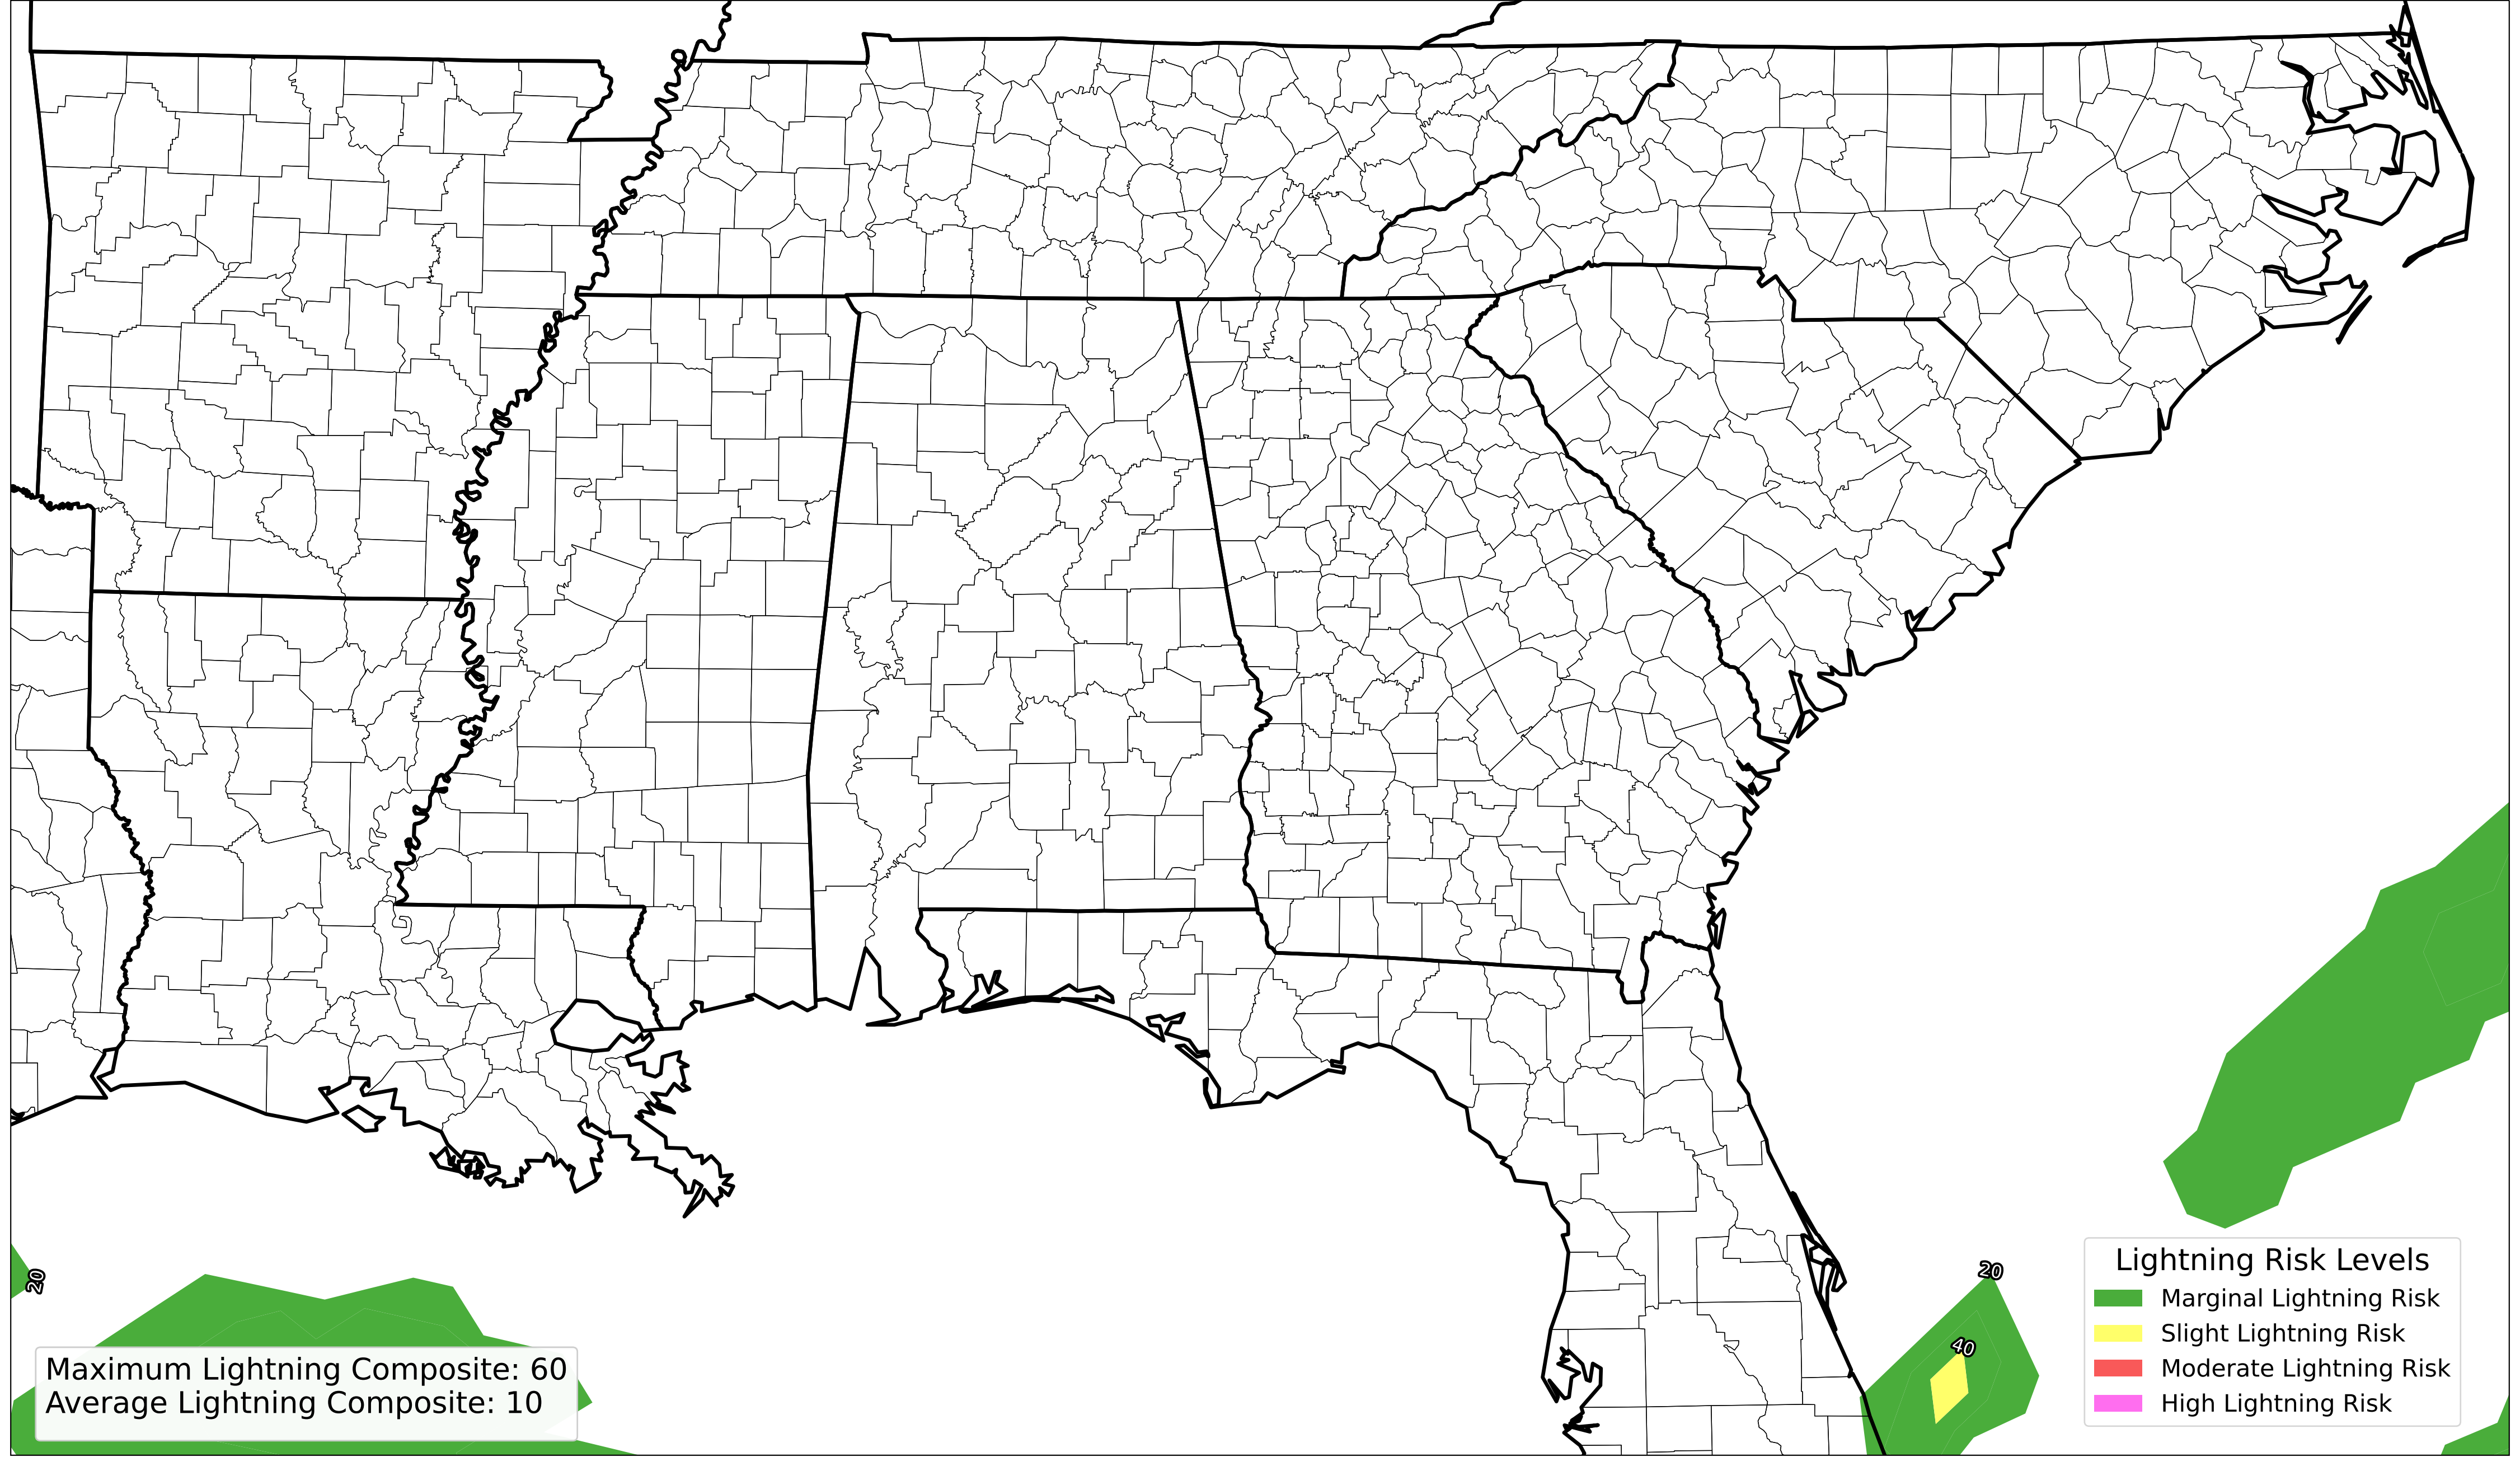 20
20
40
Lightning Risk Levels
Marginal Lightning Risk
Slight Lightning Risk
Moderate Lightning Risk
High Lightning Risk
Maximum Lightning Composite: 60
Average Lightning Composite: 10